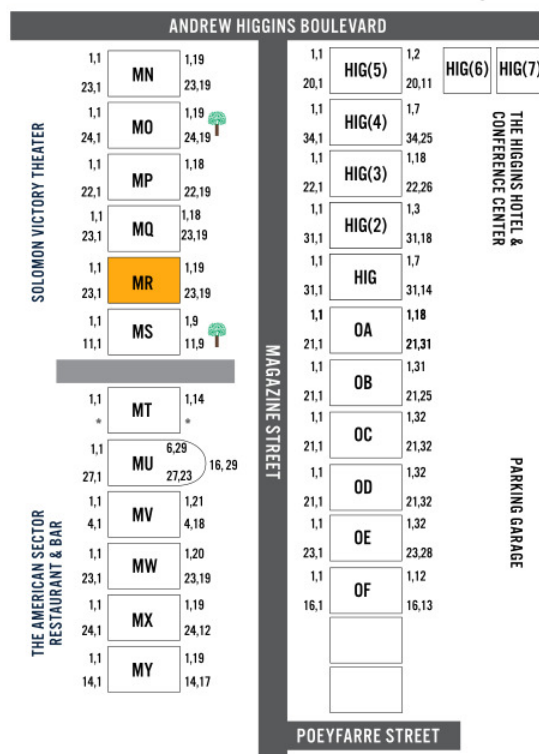 ANDREW HIGGINS BOULEVARD
SOLOMON VICTORY THEATER
1,1 MN 1,19
23,1 23,19
1,1 MO 1,19
24,1 24,19
1,1 MP 1,18
22,1 22,19
1,1 MQ 1,18
23,1 23,19
1,1 MR 1,19
23,1 23,19
1,1 MS 1,9
11,1 11,9
THE AMERICAN SECTOR
RESTAURANT & BAR
1,1 MT 1,14
* *
1,1 MU 6,29
16,29
27,1 27,23
1,1 MV 1,21
4,1 4,18
1,1 MW 1,20
23,1 23,19
1,1 MX 1,19
24,1 24,12
1,1 MY 1,19
14,1 14,17
MAGAZINE STREET
1,1 HIG(5) 1,2
20,1 20,11
HIG(6) HIG(7)
1,1 HIG(4) 1,7
34,1 34,25
1,1 HIG(3) 1,18
22,1 22,26
1,1 HIG(2) 1,3
31,1 31,18
1,1 HIG 1,7
31,1 31,14
1,1 OA 1,18
21,1 21,31
1,1 OB 1,31
21,1 21,25
1,1 OC 1,32
21,1 21,32
1,1 OD 1,32
21,1 21,32
1,1 OE 1,32
23,1 23,28
1,1 OF 1,12
16,1 16,13
THE HIGGINS HOTEL &
CONFERENCE CENTER
PARKING GARAGE
POEYFARRE STREET